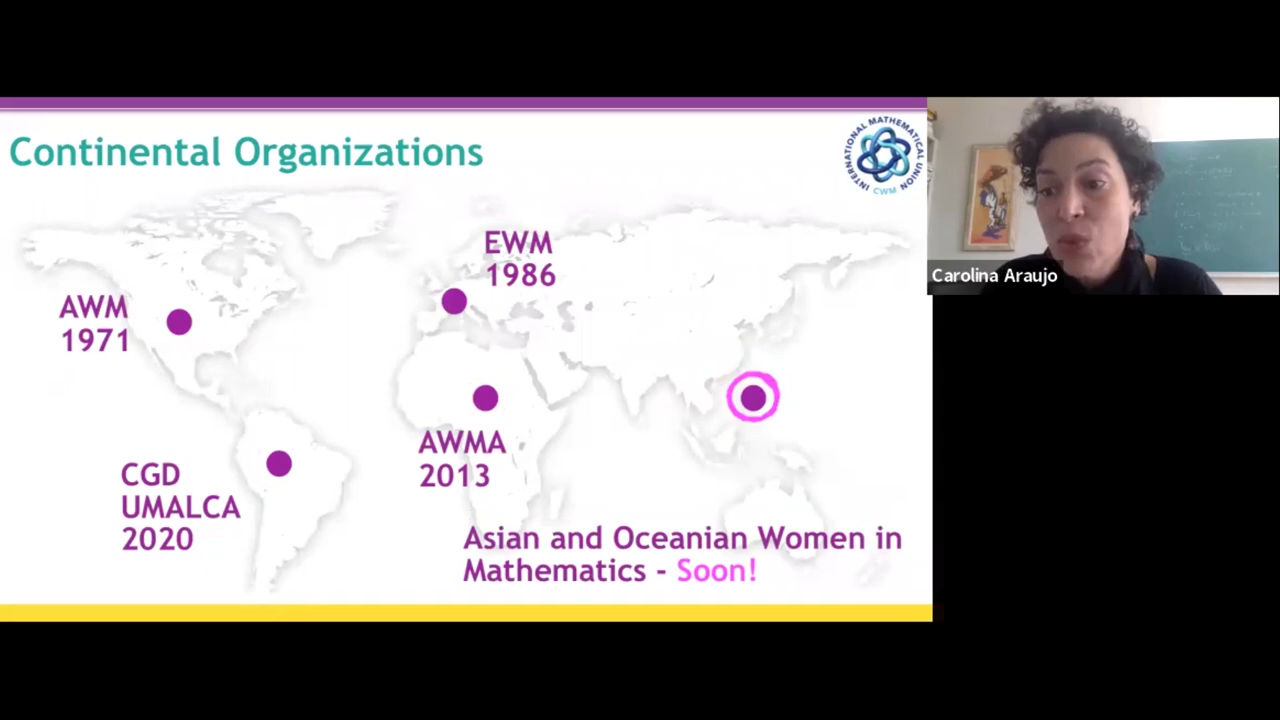 Continental Organizations
INTERNATIONAL MATHEMATICAL UNION
CWM
EWM
1986
AWM
1971
AWMA
2013
CGD
UMALCA
2020
Asian and Oceanian Women in
Mathematics - Soon!
Carolina Araujo